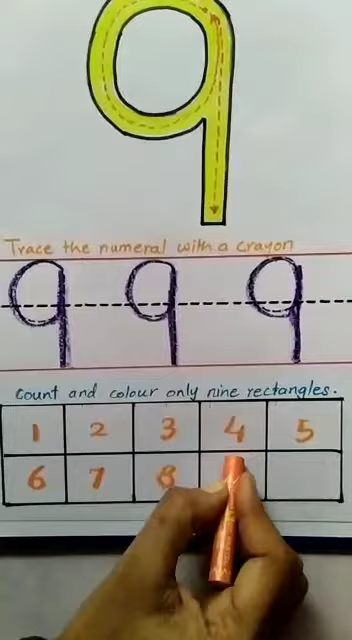 9
Trace the numeral with a crayon
9 9 9
Count and colour only nine rectangles.
1 2 3 4 5
6 7 8